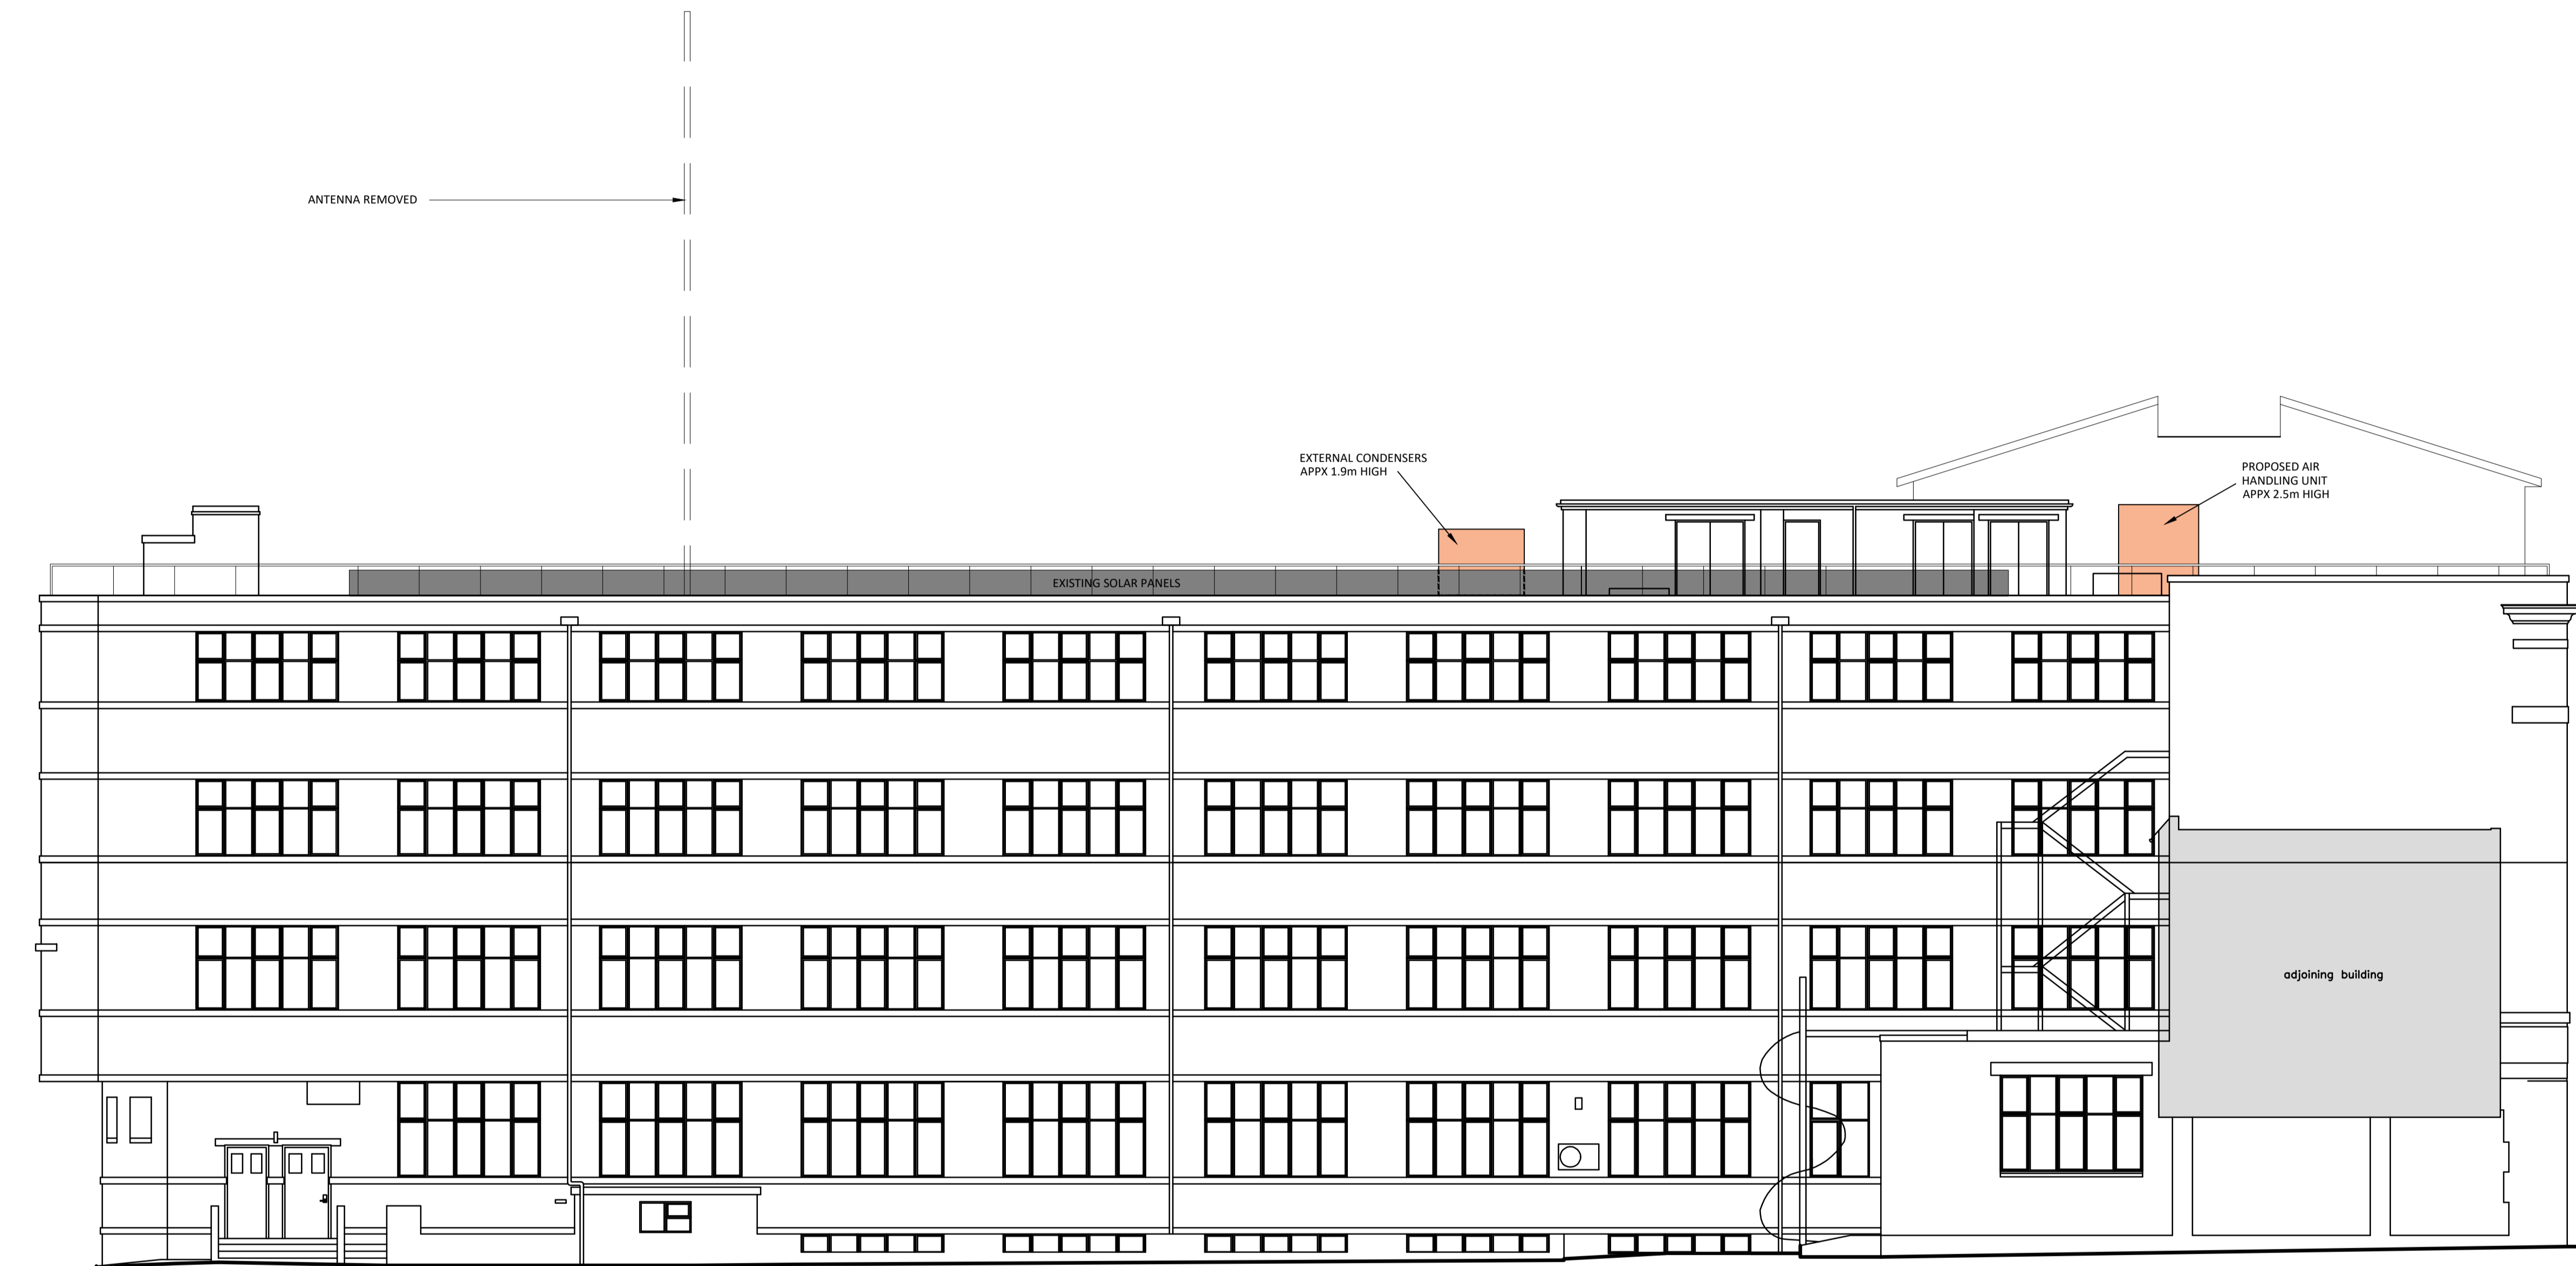 ANTENNA REMOVED
EXTERNAL CONDENSERS
APPX 1.9m HIGH
PROPOSED AIR
HANDLING UNIT
APPX 2.5m HIGH
EXISTING SOLAR PANELS
adjoining building